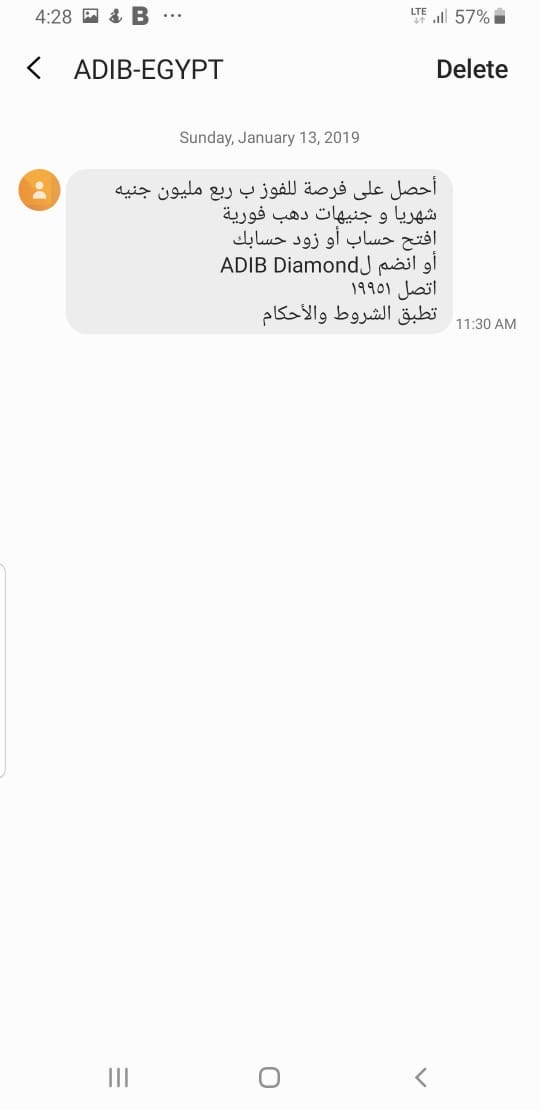 4:28 B ... LTE 57%
ADIB-EGYPT Delete
Sunday, January 13, 2019
أحصل على فرصة للفوز ب ربع مليون جنيه
شهريا و جنيهات دهب فورية
افتح حساب أو زود حسابك
أو انضم لADIB Diamond
اتصل ١٩٩٥١
تطبق الشروط والأحكام
11:30 AM